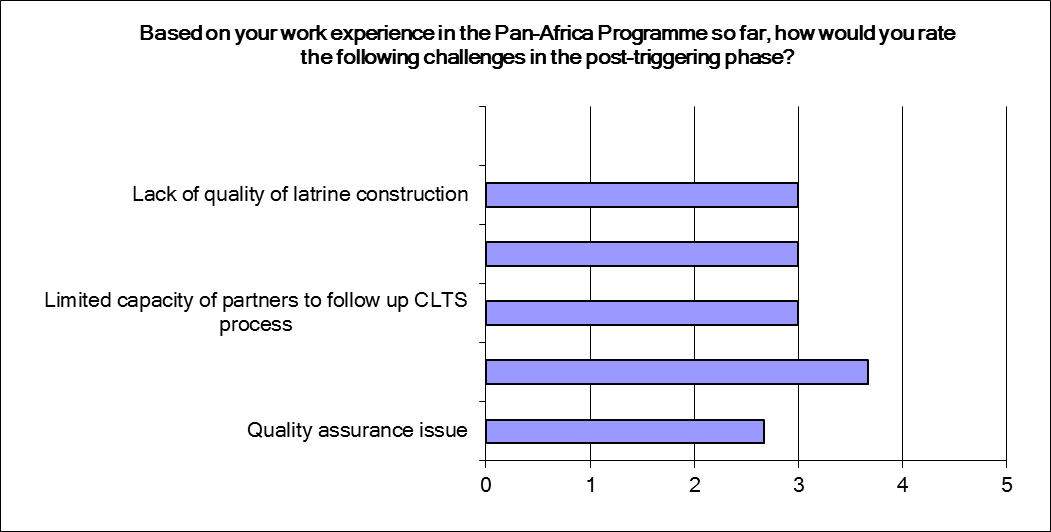 Based on your work experience in the Pan-Africa Programme so far, how would you rate
the following challenges in the post-triggering phase?
Lack of quality of latrine construction
Limited capacity of partners to follow up CLTS
process
Quality assurance issue
0 1 2 3 4 5